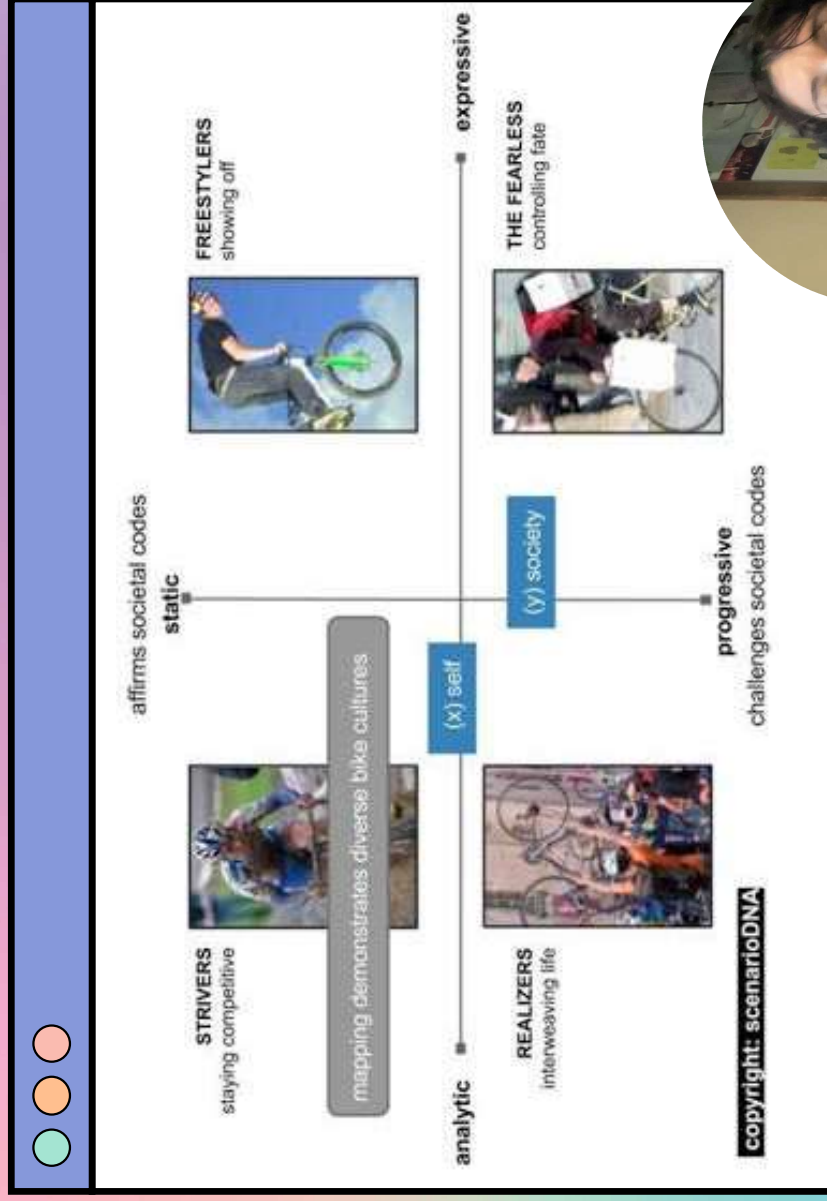 affirms societal codes
static
STRIVERS
staying competitive
FREESTYLERS
showing off
mapping demonstrates diverse bike cultures
analytic
(x) self
expressive
(y) society
REALIZERS
interweaving life
THE FEARLESS
controlling fate
progressive
challenges societal codes
copyright: scenarioDNA